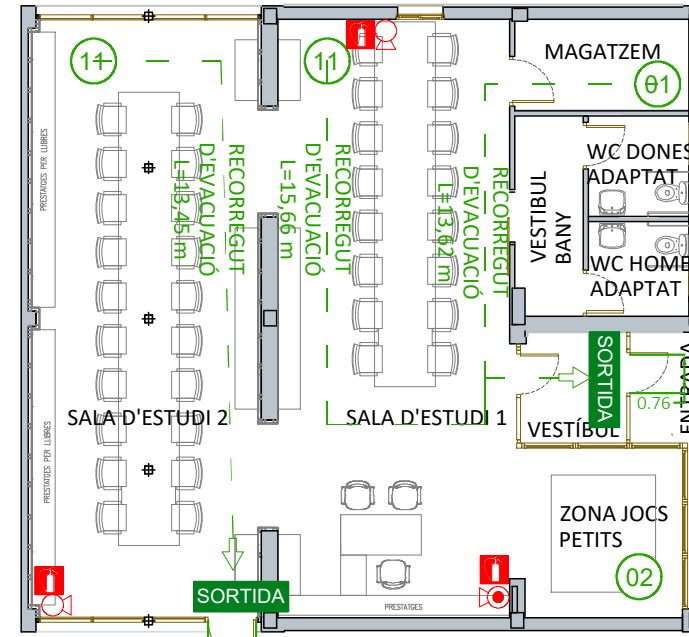 11
11
MAGATZEM
01
PRESTATGES PER LLIBRES
RECORREGUT
D'EVACUACIÓ
L=13,45 m
RECORREGUT
D'EVACUACIÓ
L=15,66 m
RECORREGUT
D'EVACUACIÓ
L=13,62 m
VESTIBUL
BANY
WC DONES
ADAPTAT
WC HOME
ADAPTAT
SORTIDA
ENTRADA
0.76
SALA D'ESTUDI 2
SALA D'ESTUDI 1
VESTÍBUL
PRESTATGES PER LLIBRES
ZONA JOCS
PETITS
02
SORTIDA
PRESTATGES